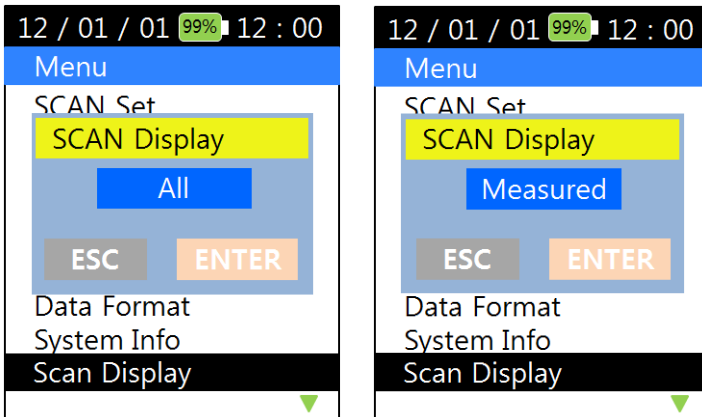 12 / 01 / 01 99% 12 : 00
Menu
SCAN Set
SCAN Display
All
ESC ENTER
Data Format
System Info
Scan Display
12 / 01 / 01 99% 12 : 00
Menu
SCAN Set
SCAN Display
Measured
ESC ENTER
Data Format
System Info
Scan Display